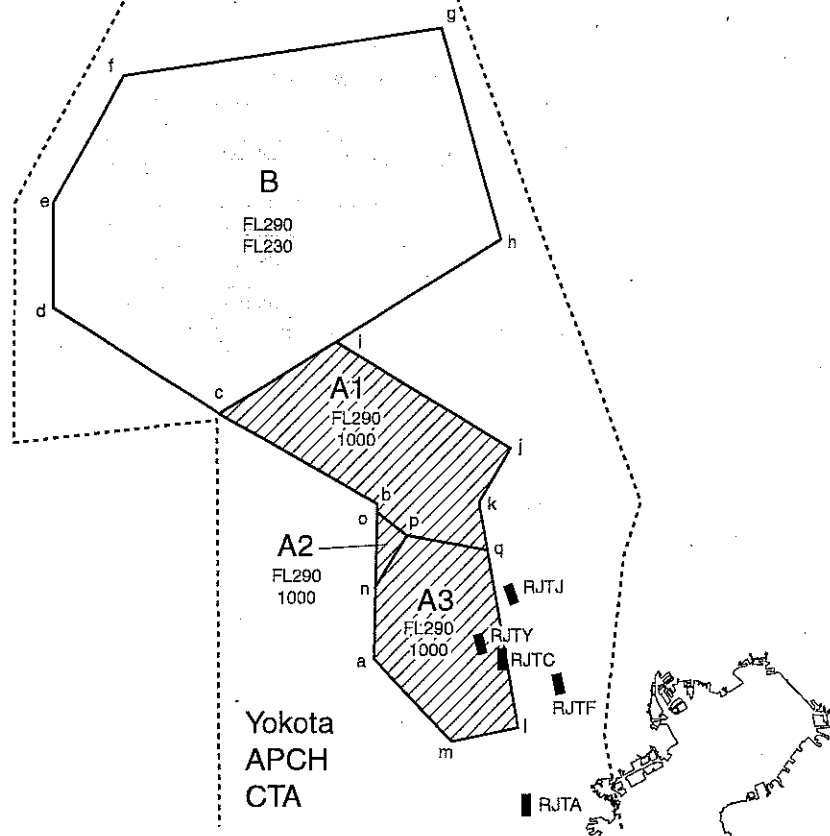 g
f
B
FL290
FL230
e
h
d
i
c
A1
FL290
1000
j
b
k
o
p
A2
q
FL290
1000
n
RJTJ
A3
FL290
1000
RJTY
RJTC
a
RJTF
l
m
Yokota
APCH
CTA
RJTA